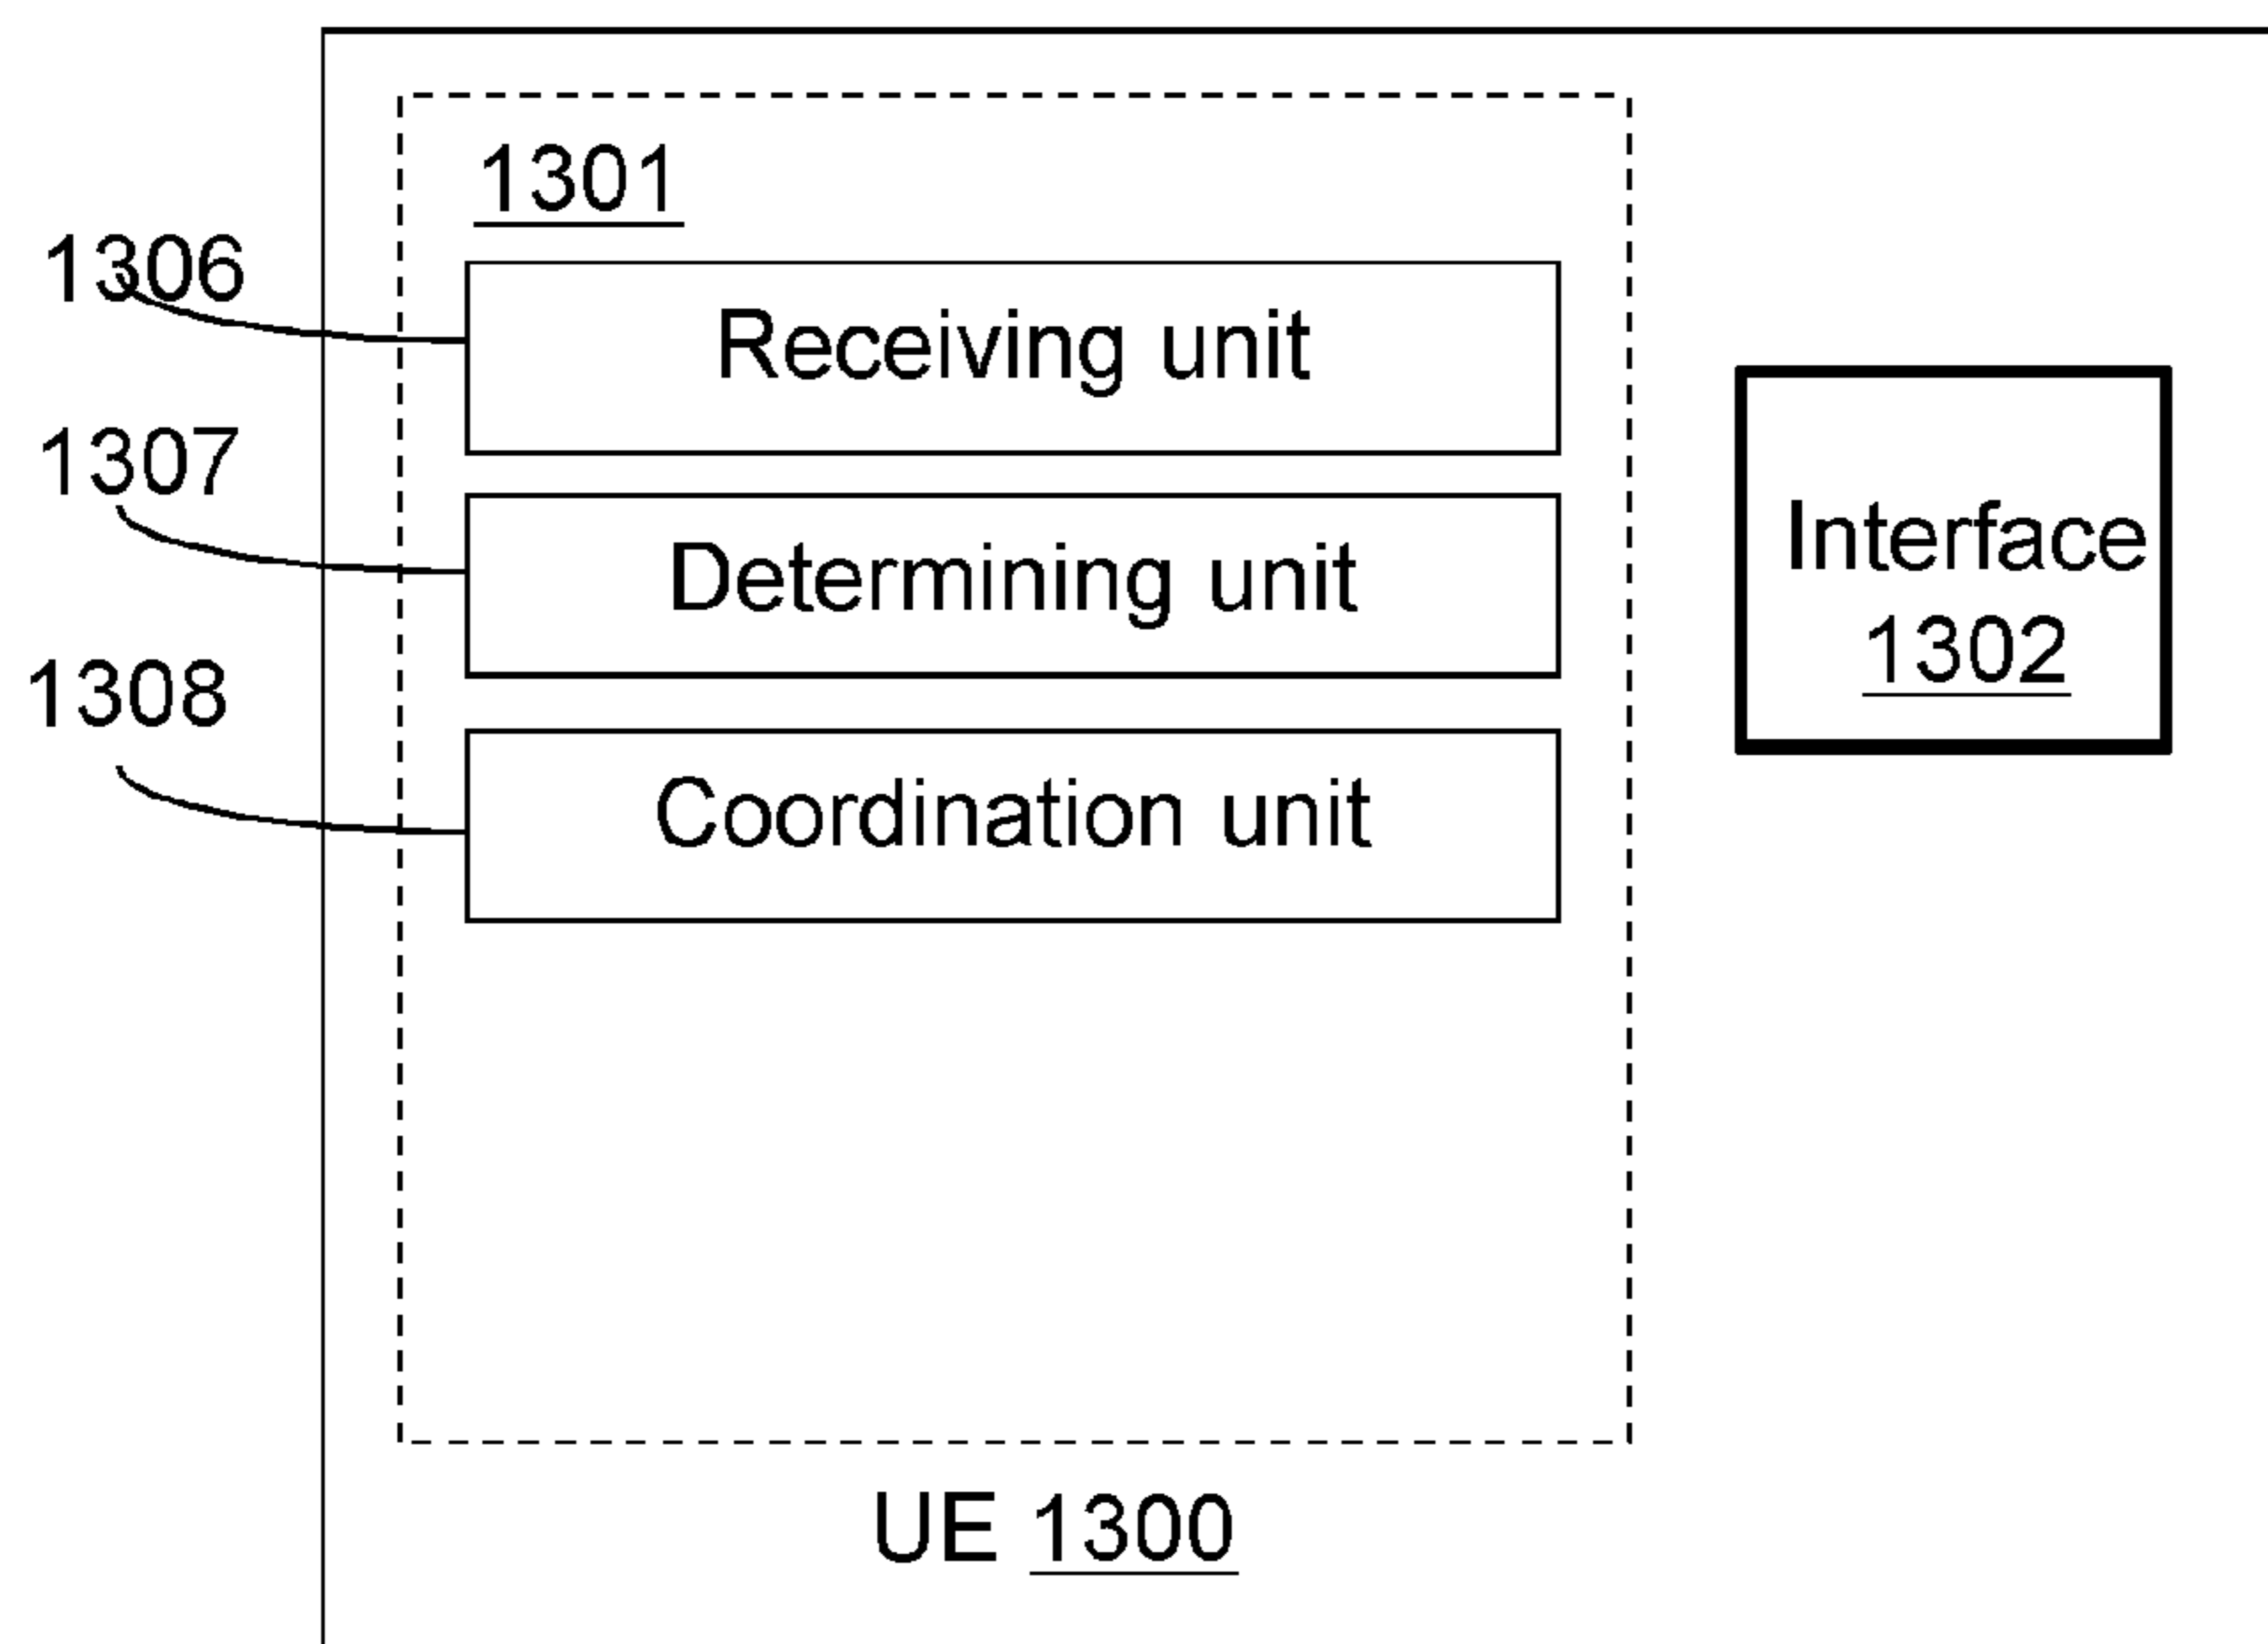 1301
1306
Receiving unit
1307
Determining unit
Interface
1302
1308
Coordination unit
UE 1300